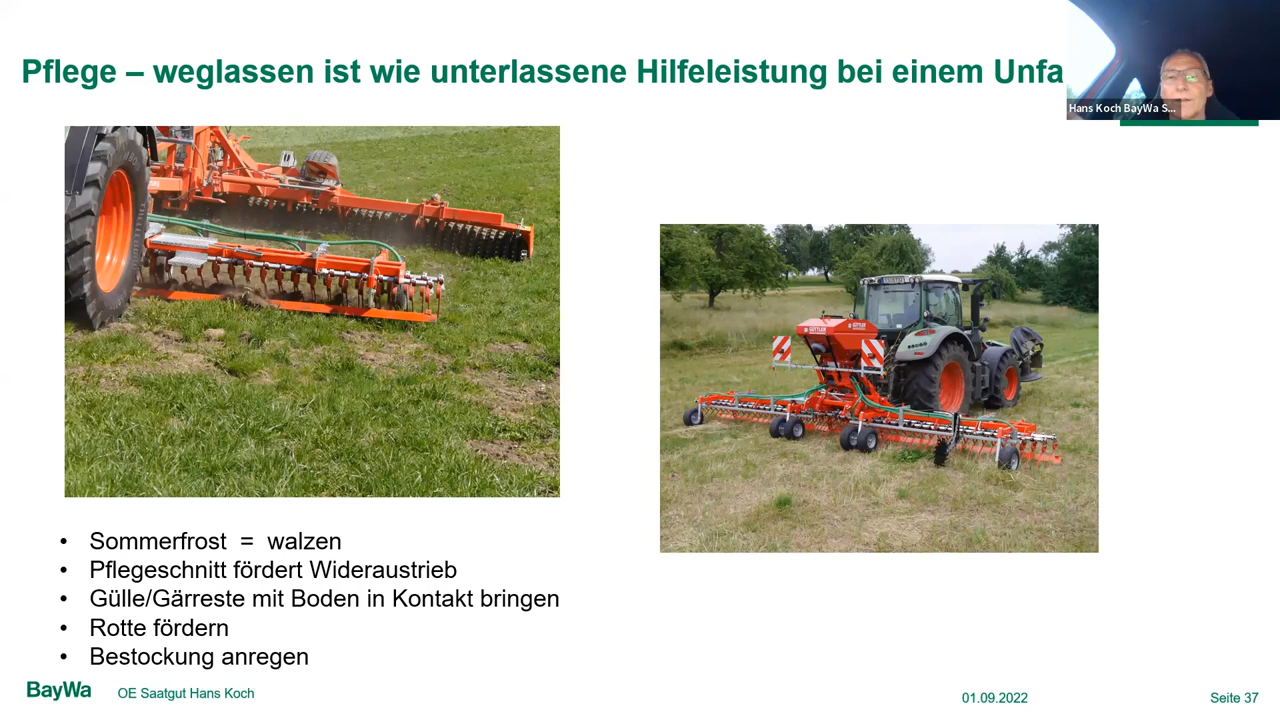 Pflege – weglassen ist wie unterlassene Hilfeleistung bei einem Unfa
Hans Koch BayWa S...
GÜTTLER
• Sommerfrost = walzen
• Pflegeschnitt fördert Wideraustrieb
• Gülle/Gärreste mit Boden in Kontakt bringen
• Rotte fördern
• Bestockung anregen
BayWa
OE Saatgut Hans Koch
01.09.2022
Seite 37